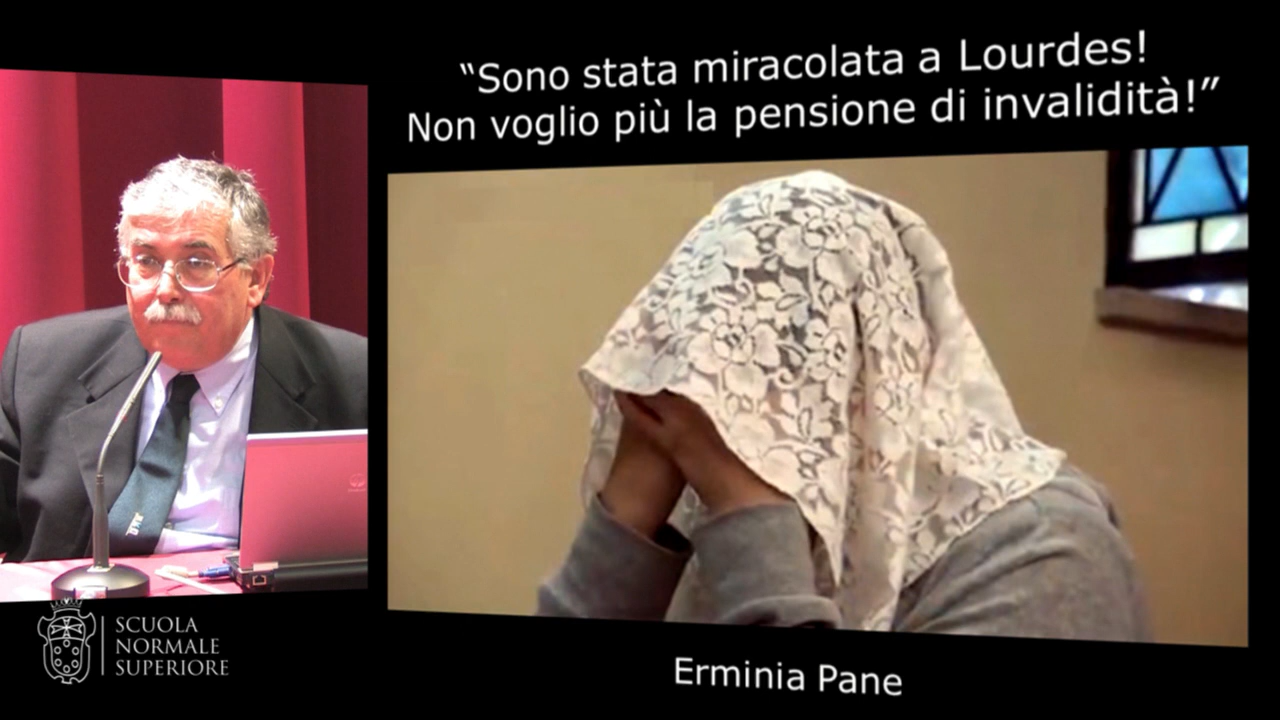 “Sono stata miracolata a Lourdes!
Non voglio più la pensione di invalidità!”
SCUOLA
NORMALE
SUPERIORE
Erminia Pane